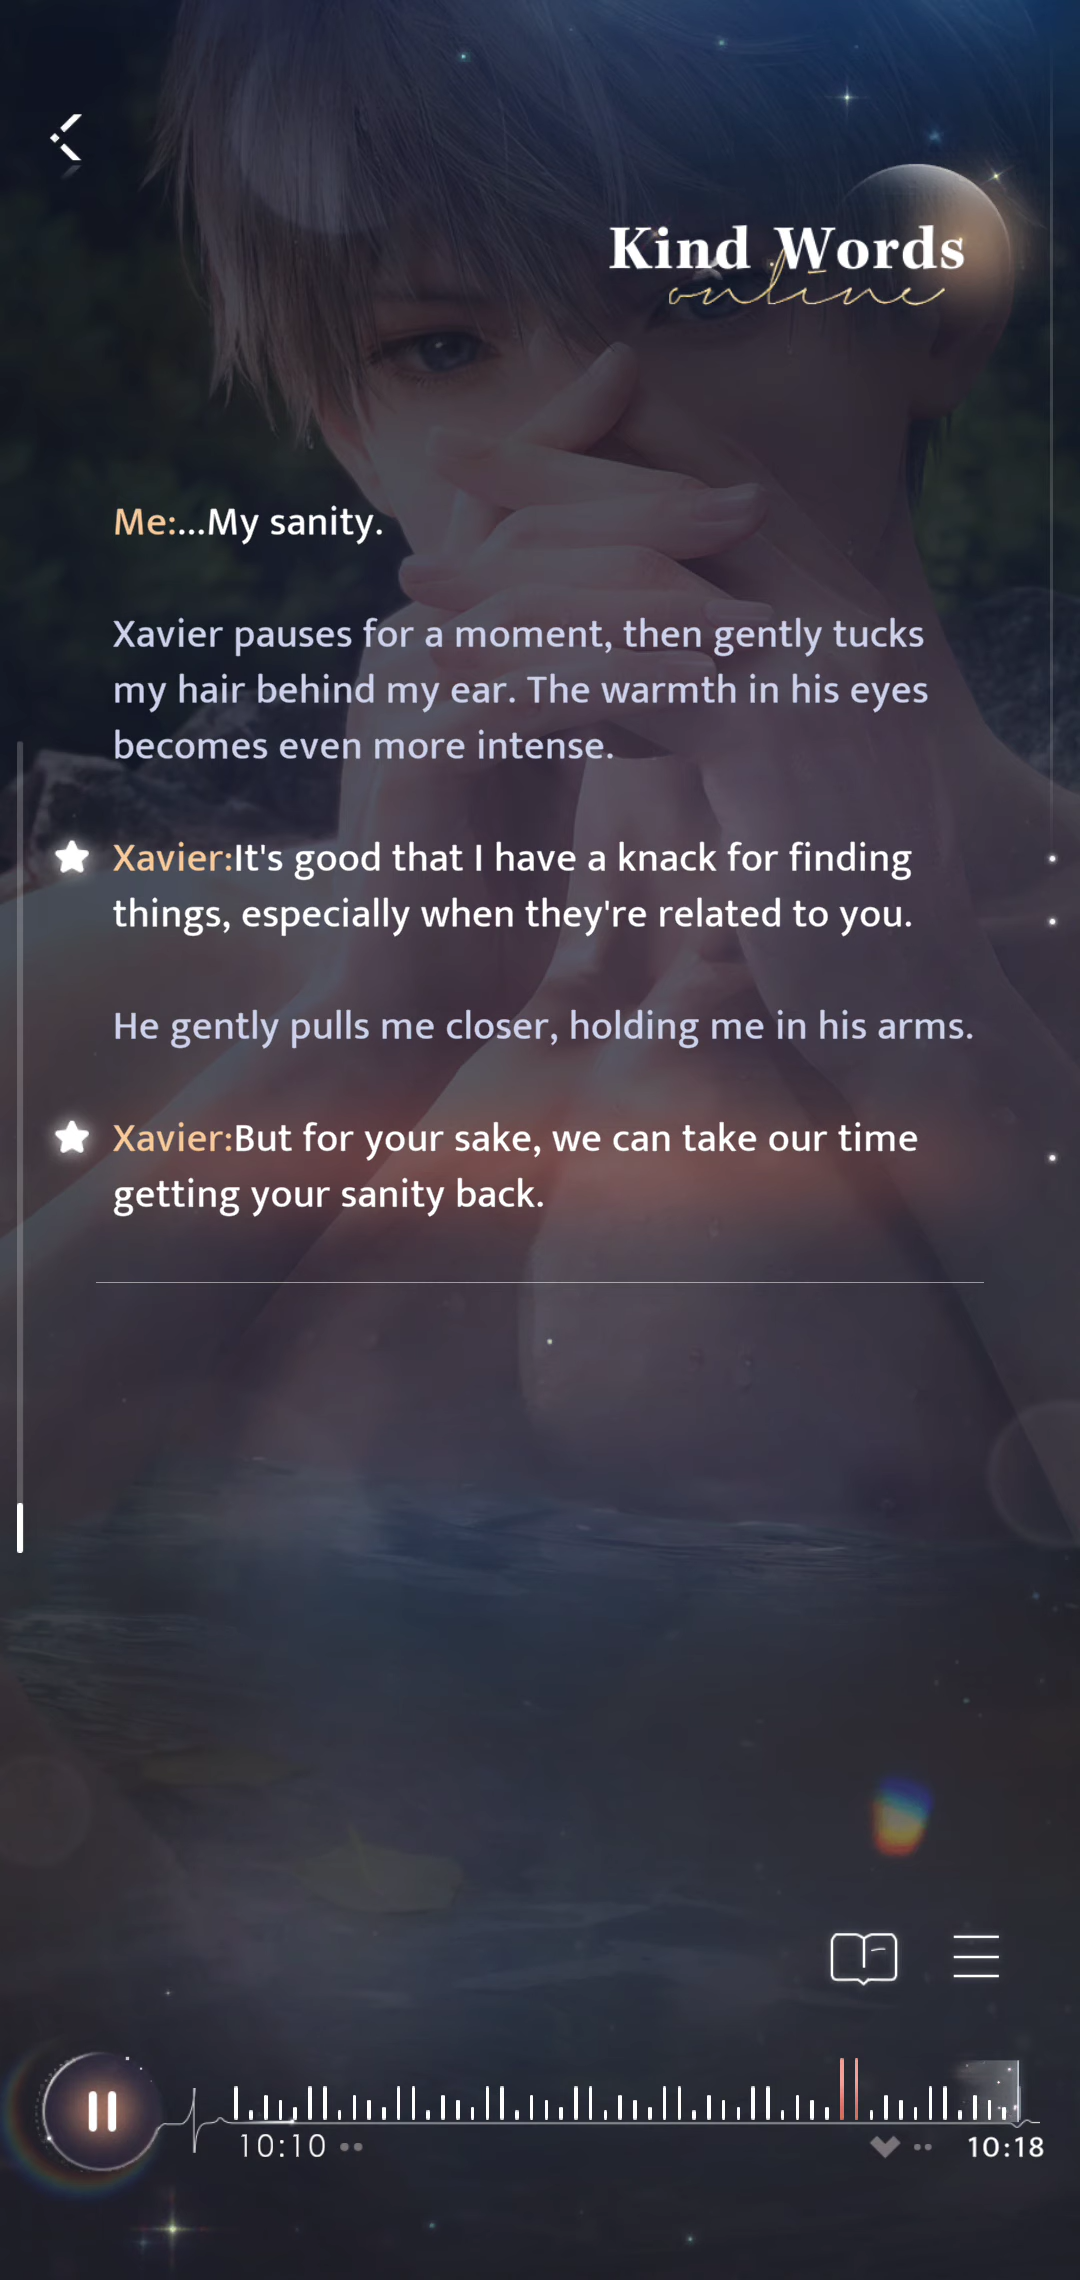 Kind Words
online
Me:...My sanity.
Xavier pauses for a moment, then gently tucks
my hair behind my ear. The warmth in his eyes
becomes even more intense.
Xavier:It's good that I have a knack for finding
things, especially when they're related to you.
He gently pulls me closer, holding me in his arms.
Xavier:But for your sake, we can take our time
getting your sanity back.
10:10
10:18